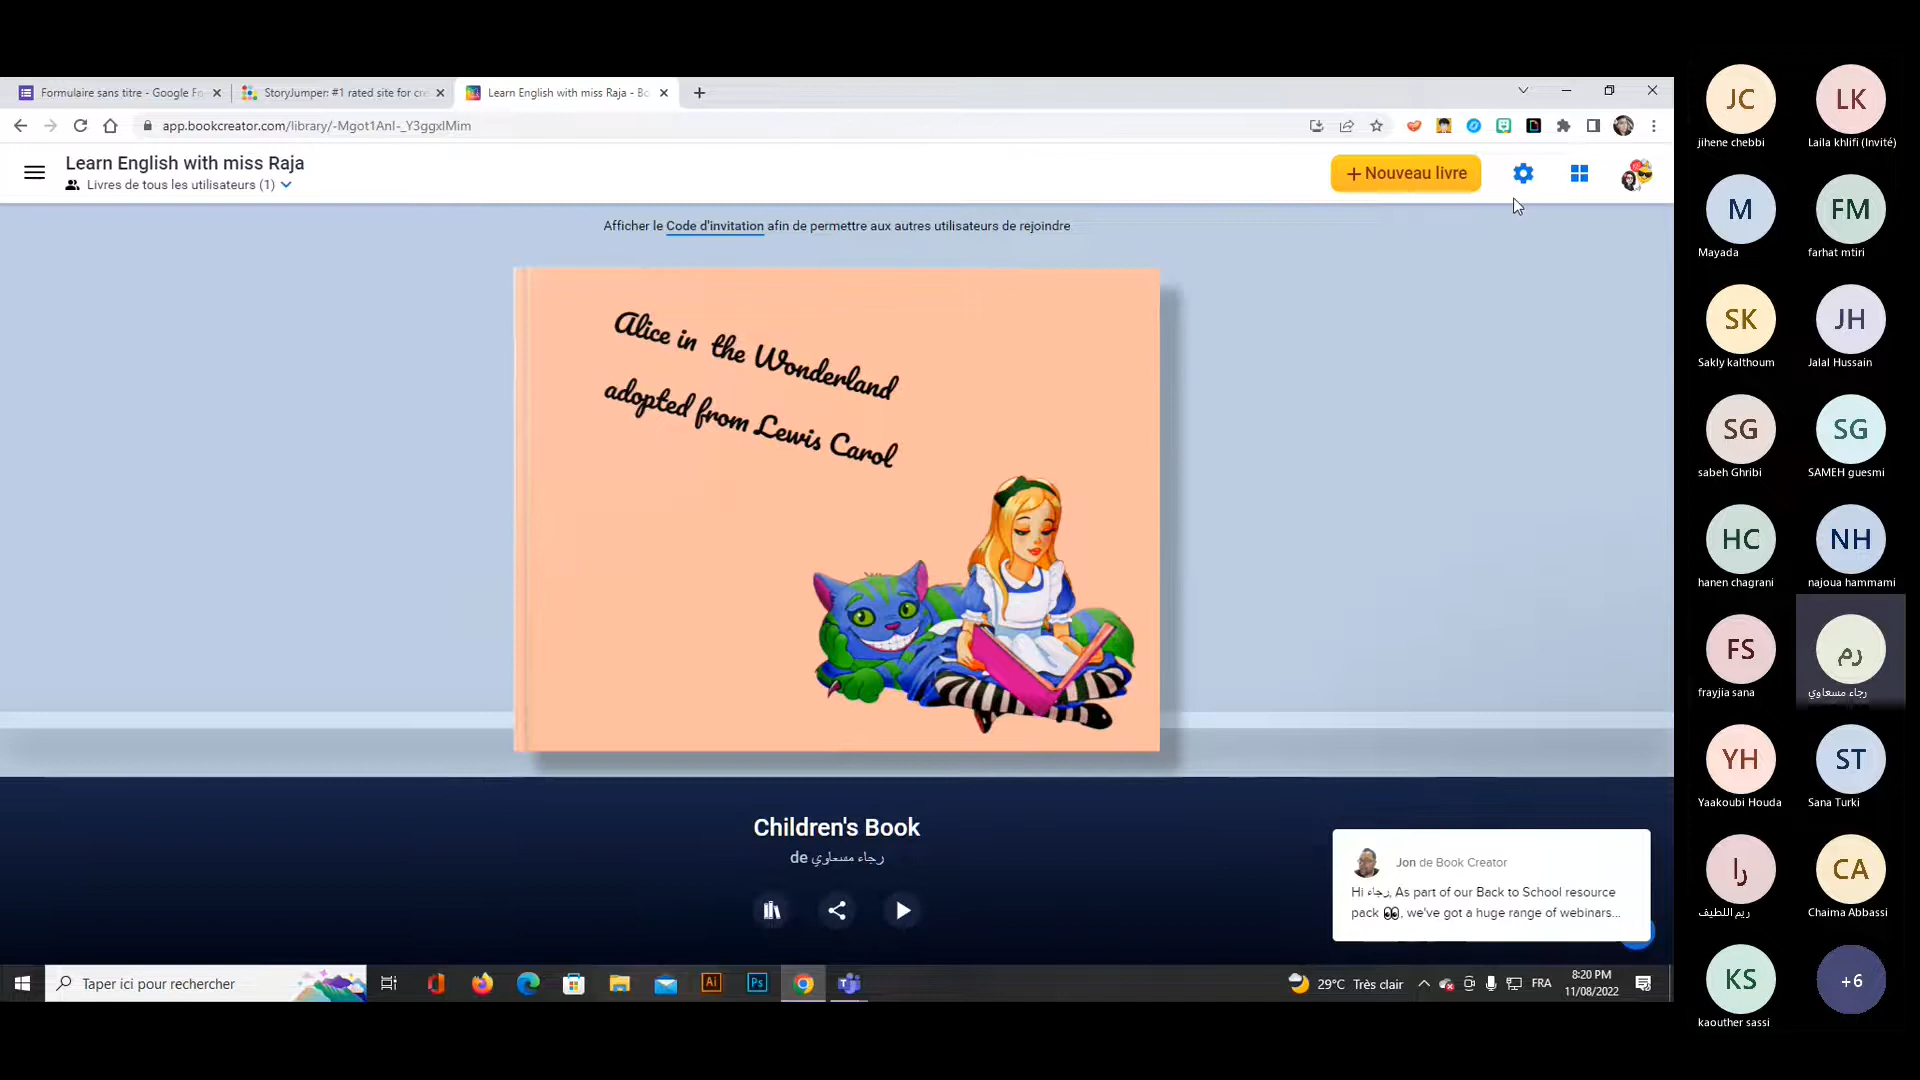 Formulaire sans titre - Google Fo
StoryJumper: #1 rated site for cre
Learn English with miss Raja - Bo
app.bookcreator.com/library/-Mgot1AnI-_Y3ggxlMim
Learn English with miss Raja
Livres de tous les utilisateurs (1)
+ Nouveau livre
Afficher le Code d'invitation afin de permettre aux autres utilisateurs de rejoindre
Alice in the Wonderland
adopted from Lewis Carol
Children's Book
de رجاء مسعاوي
Jon de Book Creator
Hi رجاء, As part of our Back to School resource
pack 👀, we've got a huge range of webinars...
Taper ici pour rechercher
Ai
Ps
29°C Très clair
FRA
8:20 PM
11/08/2022
JC
jihene chebbi
LK
Laila khlifi (Invité)
M
Mayada
FM
farhat mtiri
SK
Sakly kalthoum
JH
Jalal Hussain
SG
sabeh Ghribi
SG
SAMEH guesmi
HC
hanen chagrani
NH
najoua hammami
FS
frayjia sana
رم
رجاء مسعاوي
YH
Yaakoubi Houda
ST
Sana Turki
را
ريم اللطيف
CA
Chaima Abbassi
KS
kaouther sassi
+6